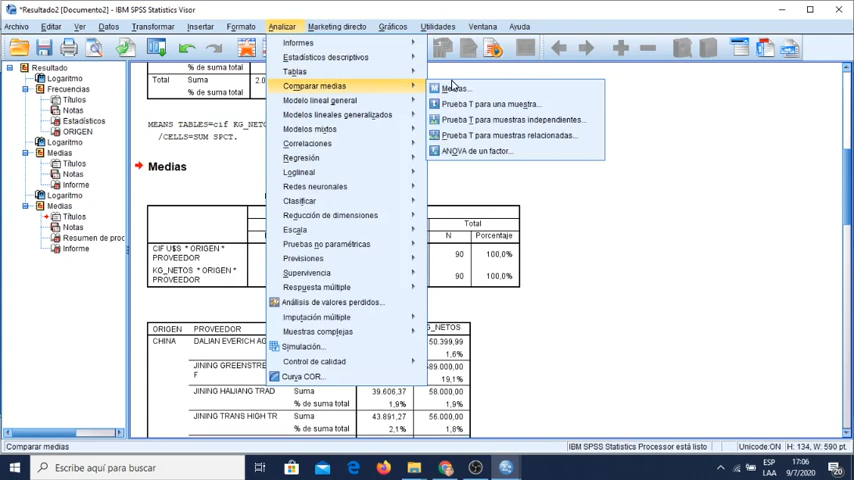 *Resultado2 [Documento2] - IBM SPSS Statistics Visor
Archivo Editar Ver Datos Transformar Insertar Formato Analizar Marketing directo Gráficos Utilidades Ventana Ayuda
Resultado
Logaritmo
Frecuencias
Títulos
Notas
Estadísticos
ORIGEN
Medias
Títulos
Notas
Informe
Logaritmo
Medias
Títulos
Notas
Resumen de proc
Informe
% de suma total
Total Suma 2.0
% de suma total
MEANS TABLES=cif KG_NETO
/CELLS=SUM SPCT.
Medias
Total
N Porcentaje
CIF U$S * ORIGEN *
PROVEEDOR
90 100,0%
KG_NETOS * ORIGEN *
PROVEEDOR
90 100,0%
ORIGEN PROVEEDOR G_NETOS
CHINA DALIAN EVERICH AG 50.399,99
1,6%
JINING GREENSTRE
F
589.000,00
19,1%
JINING HAIJIANG TRAD Suma 39.606,37 58.000,00
% de suma total 1,9% 1,9%
JINING TRANS HIGH TR Suma 43.891,27 56.000,00
% de suma total 2,1% 1,8%
Informes
Estadísticos descriptivos
Tablas
Comparar medias
Modelo lineal general
Modelos lineales generalizados
Modelos mixtos
Correlaciones
Regresión
Loglineal
Redes neuronales
Clasificar
Reducción de dimensiones
Escala
Pruebas no paramétricas
Previsiones
Supervivencia
Respuesta múltiple
Análisis de valores perdidos...
Imputación múltiple
Muestras complejas
Simulación...
Control de calidad
Curva COR...
Medias...
Prueba T para una muestra...
Prueba T para muestras independientes...
Prueba T para muestras relacionadas...
ANOVA de un factor...
Comparar medias
IBM SPSS Statistics Processor está listo
Unicode:ON
H: 134, W: 590 pt.
Escribe aquí para buscar
ESP
LAA
17:06
9/7/2020
20